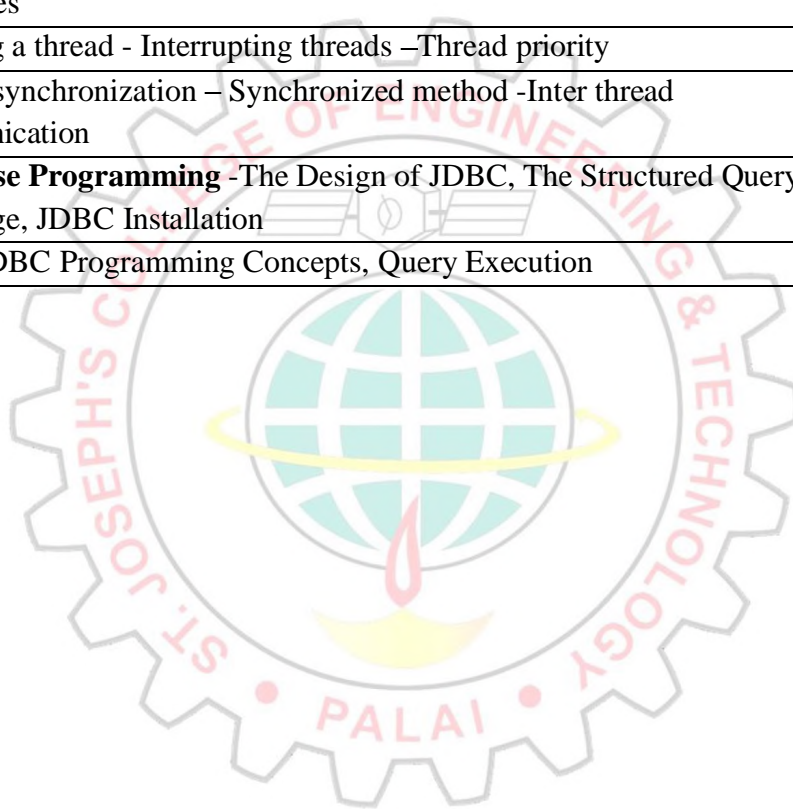 es
g a thread - Interrupting threads –Thread priority
synchronization – Synchronized method -Inter thread
nication
se Programming -The Design of JDBC, The Structured Query
ge, JDBC Installation
DBC Programming Concepts, Query Execution
ST. JOSEPH'S COLLEGE OF ENGINEERING & TECHNOLOGY
• PALAI •